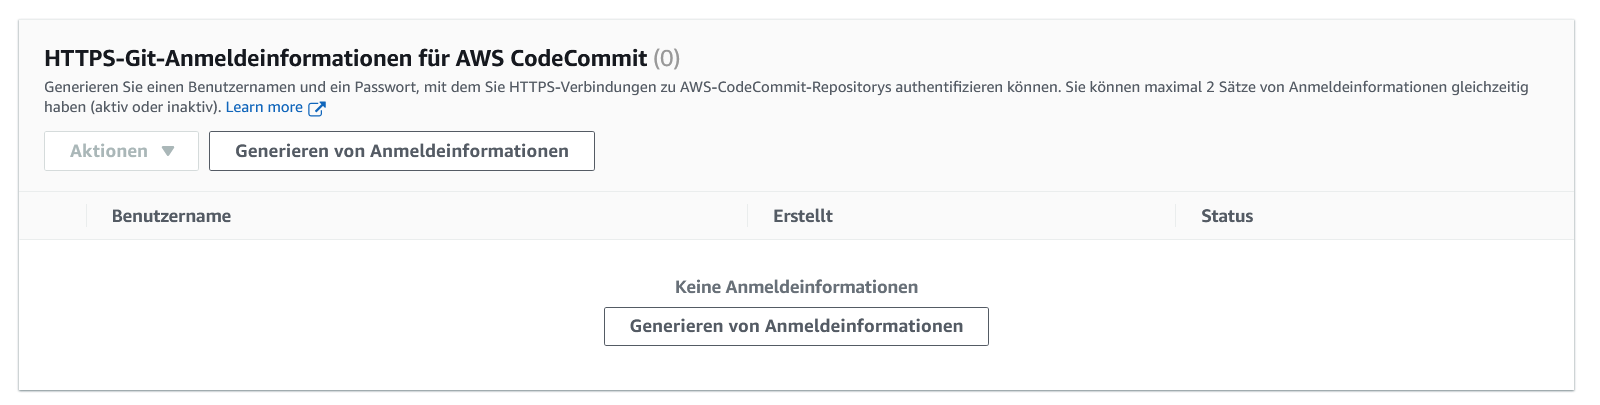 HTTPS-Git-Anmeldeinformationen für AWS CodeCommit (0)
Generieren Sie einen Benutzernamen und ein Passwort, mit dem Sie HTTPS-Verbindungen zu AWS-CodeCommit-Repositorys authentifizieren können. Sie können maximal 2 Sätze von Anmeldeinformationen gleichzeitig
haben (aktiv oder inaktiv). Learn more
Aktionen Generieren von Anmeldeinformationen
Benutzername Erstellt Status
Keine Anmeldeinformationen
Generieren von Anmeldeinformationen